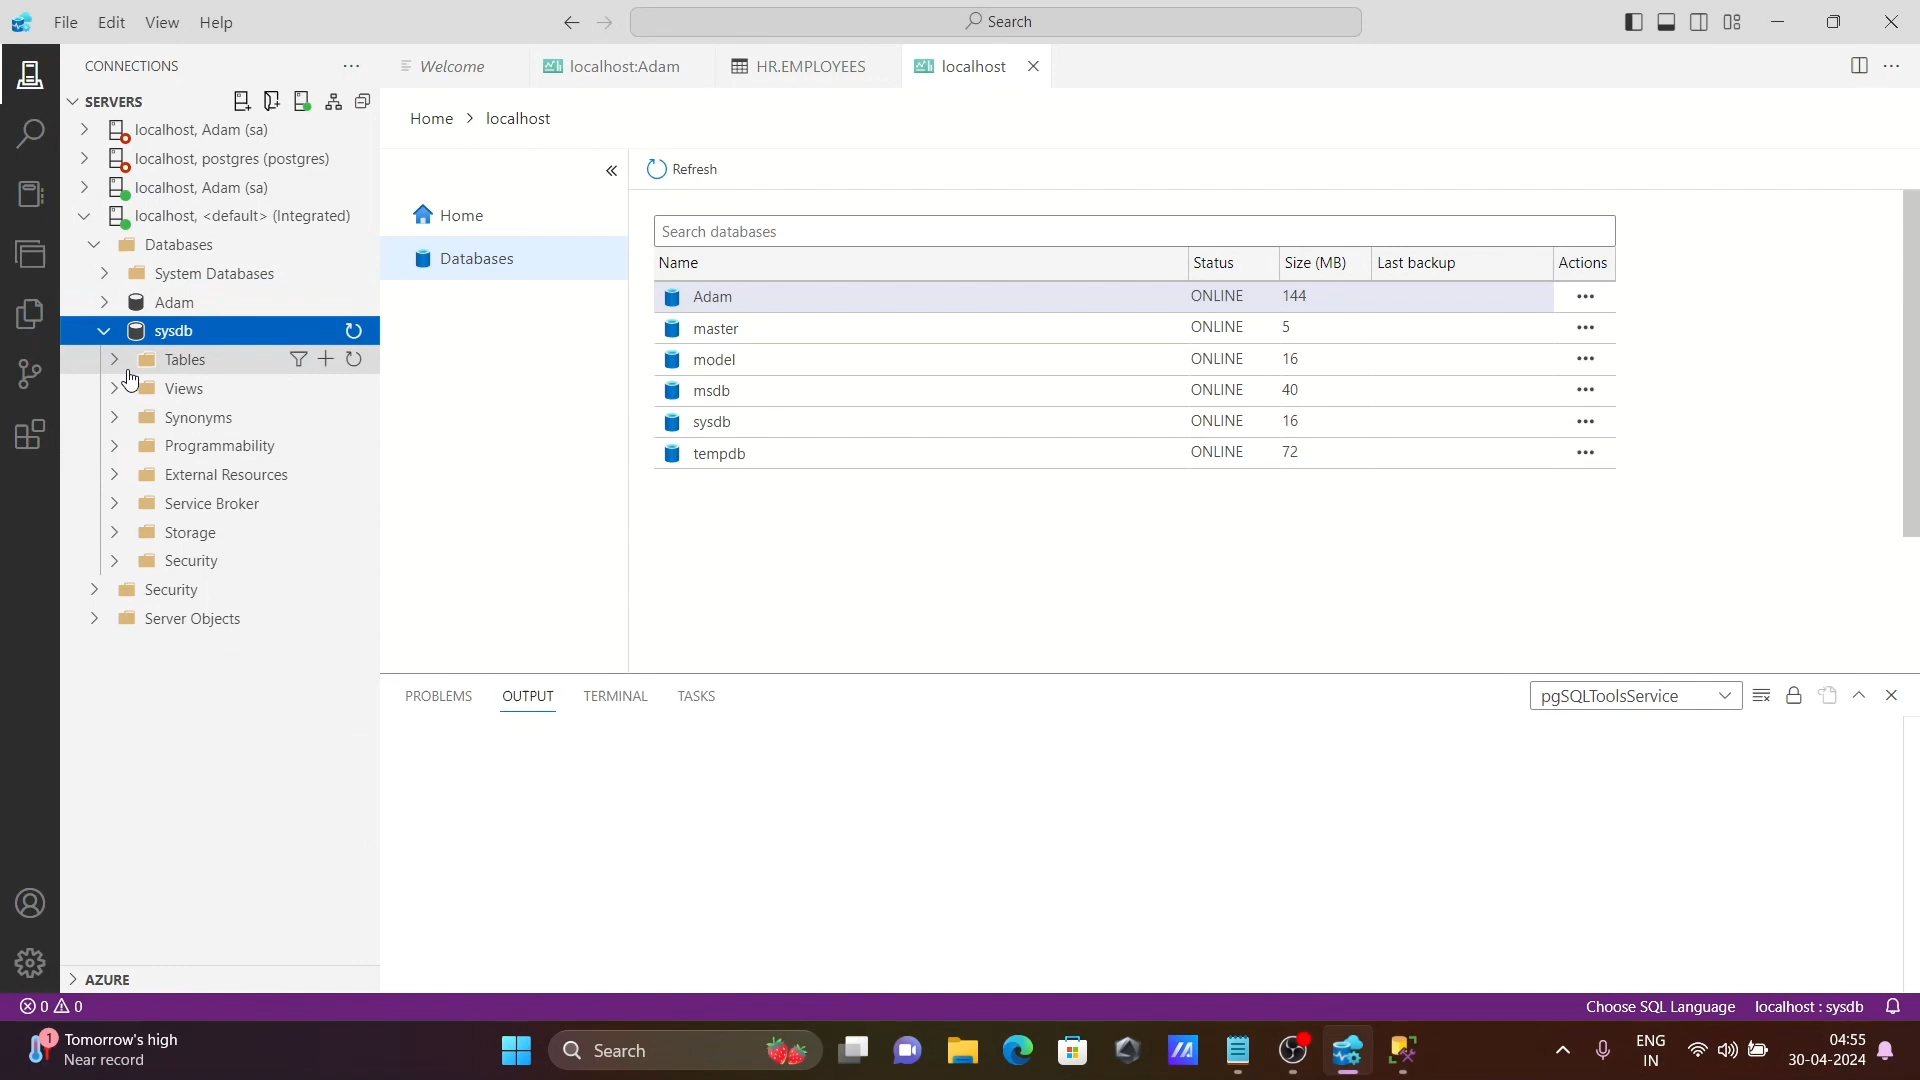 File Edit View Help
Search
CONNECTIONS
Welcome
localhost:Adam
HR.EMPLOYEES
localhost
SERVERS
localhost, Adam (sa)
localhost, postgres (postgres)
localhost, Adam (sa)
localhost, <default> (Integrated)
Databases
System Databases
Adam
sysdb
Tables
Views
Synonyms
Programmability
External Resources
Service Broker
Storage
Security
Security
Server Objects
AZURE
Home > localhost
Refresh
Home
Databases
Search databases
Name Status Size (MB) Last backup Actions
Adam ONLINE 144
master ONLINE 5
model ONLINE 16
msdb ONLINE 40
sysdb ONLINE 16
tempdb ONLINE 72
PROBLEMS OUTPUT TERMINAL TASKS
pgSQLToolsService
0 0
Choose SQL Language localhost : sysdb
1
Tomorrow's high
Near record
Search
ENG
IN
04:55
30-04-2024